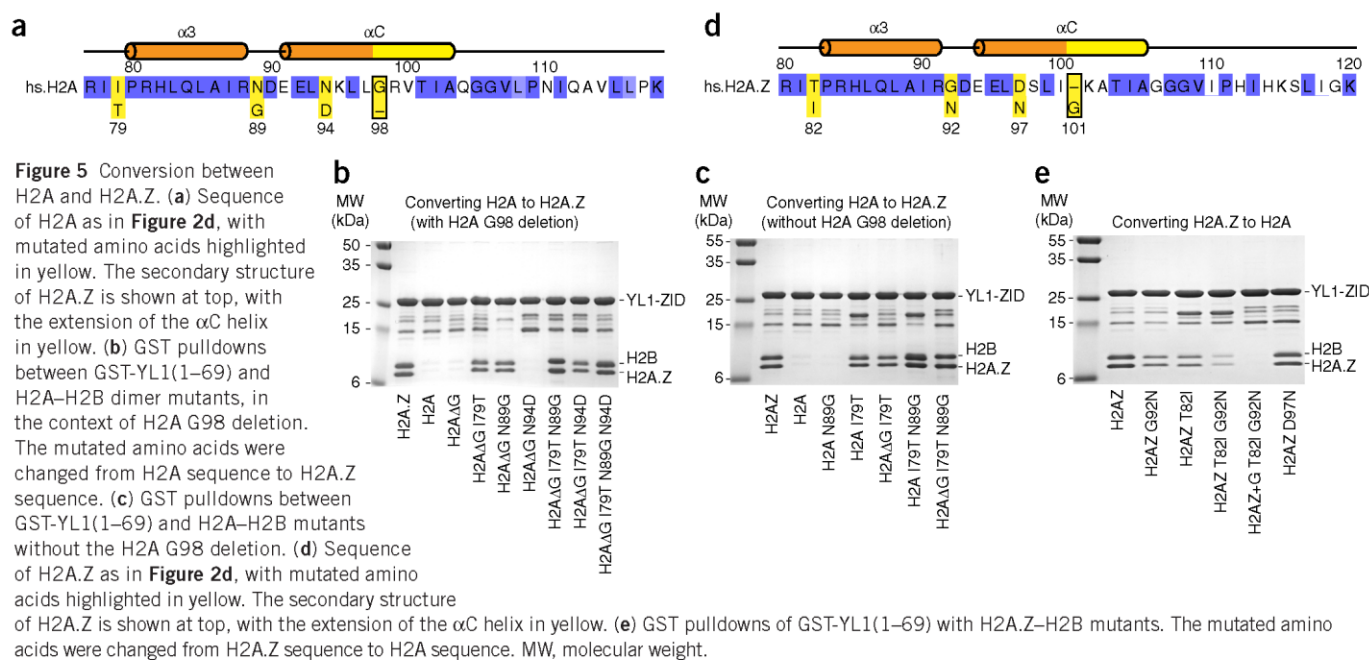 a
α3
αC
80
90
100
110
hs.H2A
RIIPRHLQLAIRNDEELNKLLGRVTIAQGGVLPNIQAVLLPK
T
G
D
–
79
89
94
98
d
α3
αC
80
90
100
110
120
hs.H2A.Z
RITPRHLQLAIRGDEELDSLI–KATIAGGGVIPHIHKSLIGK
I
N
N
G
82
92
97
101
Figure 5 Conversion between
H2A and H2A.Z. (a) Sequence
of H2A as in Figure 2d, with
mutated amino acids highlighted
in yellow. The secondary structure
of H2A.Z is shown at top, with
the extension of the αC helix
in yellow. (b) GST pulldowns
between GST-YL1(1–69) and
H2A–H2B dimer mutants, in
the context of H2A G98 deletion.
The mutated amino acids were
changed from H2A sequence to H2A.Z
sequence. (c) GST pulldowns between
GST-YL1(1–69) and H2A–H2B mutants
without the H2A G98 deletion. (d) Sequence
of H2A.Z as in Figure 2d, with mutated amino
acids highlighted in yellow. The secondary structure
of H2A.Z is shown at top, with the extension of the αC helix in yellow. (e) GST pulldowns of GST-YL1(1–69) with H2A.Z–H2B mutants. The mutated amino
acids were changed from H2A.Z sequence to H2A sequence. MW, molecular weight.
b
MW
(kDa)
Converting H2A to H2A.Z
(with H2A G98 deletion)
50
35
25
15
6
YL1-ZID
H2B
H2A.Z
H2A.Z
H2A
H2AΔG
H2AΔG I79T
H2AΔG N89G
H2AΔG N94D
H2AΔG I79T N89G
H2AΔG I79T N94D
H2AΔG I79T N89G N94D
c
MW
(kDa)
Converting H2A to H2A.Z
(without H2A G98 deletion)
55
35
25
15
6
YL1-ZID
H2B
H2A.Z
H2AZ
H2A
H2A N89G
H2A I79T
H2AΔG I79T
H2A I79T N89G
H2AΔG I79T N89G
e
MW
(kDa)
Converting H2A.Z to H2A
55
35
25
15
6
YL1-ZID
H2B
H2A.Z
H2AZ
H2AZ G92N
H2AZ T82I
H2AZ T82I G92N
H2AZ+G T82I G92N
H2AZ D97N